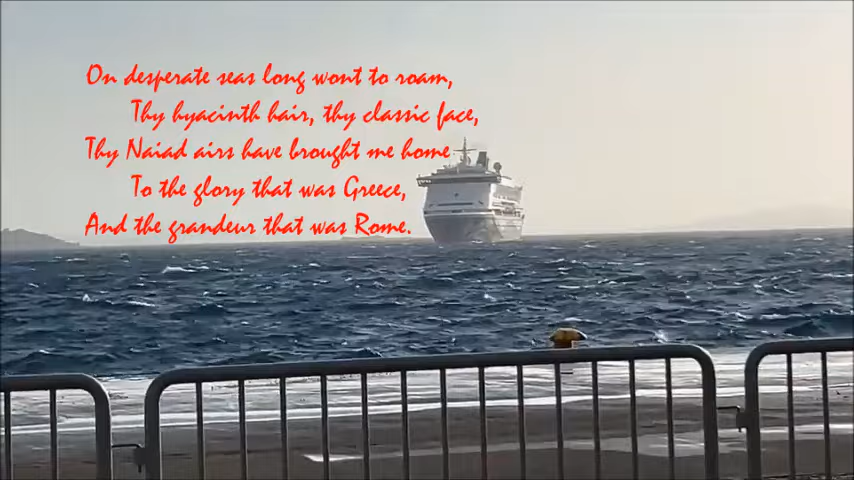 On desperate seas long wont to roam,
Thy hyacinth hair, thy classic face,
Thy Naiad airs have brought me home
To the glory that was Greece,
And the grandeur that was Rome.